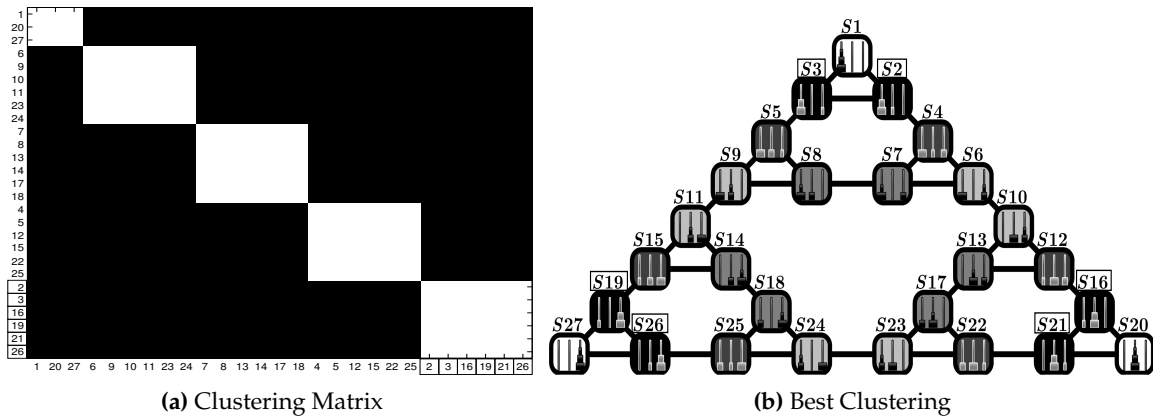 1
20
27
6
9
10
11
23
24
7
8
13
14
17
18
4
5
12
15
22
25
2
3
16
19
21
26
1 20 27 6 9 10 11 23 24 7 8 13 14 17 18 4 5 12 15 22 25 2 3 16 19 21 26
(a) Clustering Matrix
S1
S3 S2
S5 S4
S9 S8 S7 S6
S11 S10
S15 S14 S13 S12
S19 S18 S17 S16
S27 S26 S25 S24 S23 S22 S21 S20
(b) Best Clustering